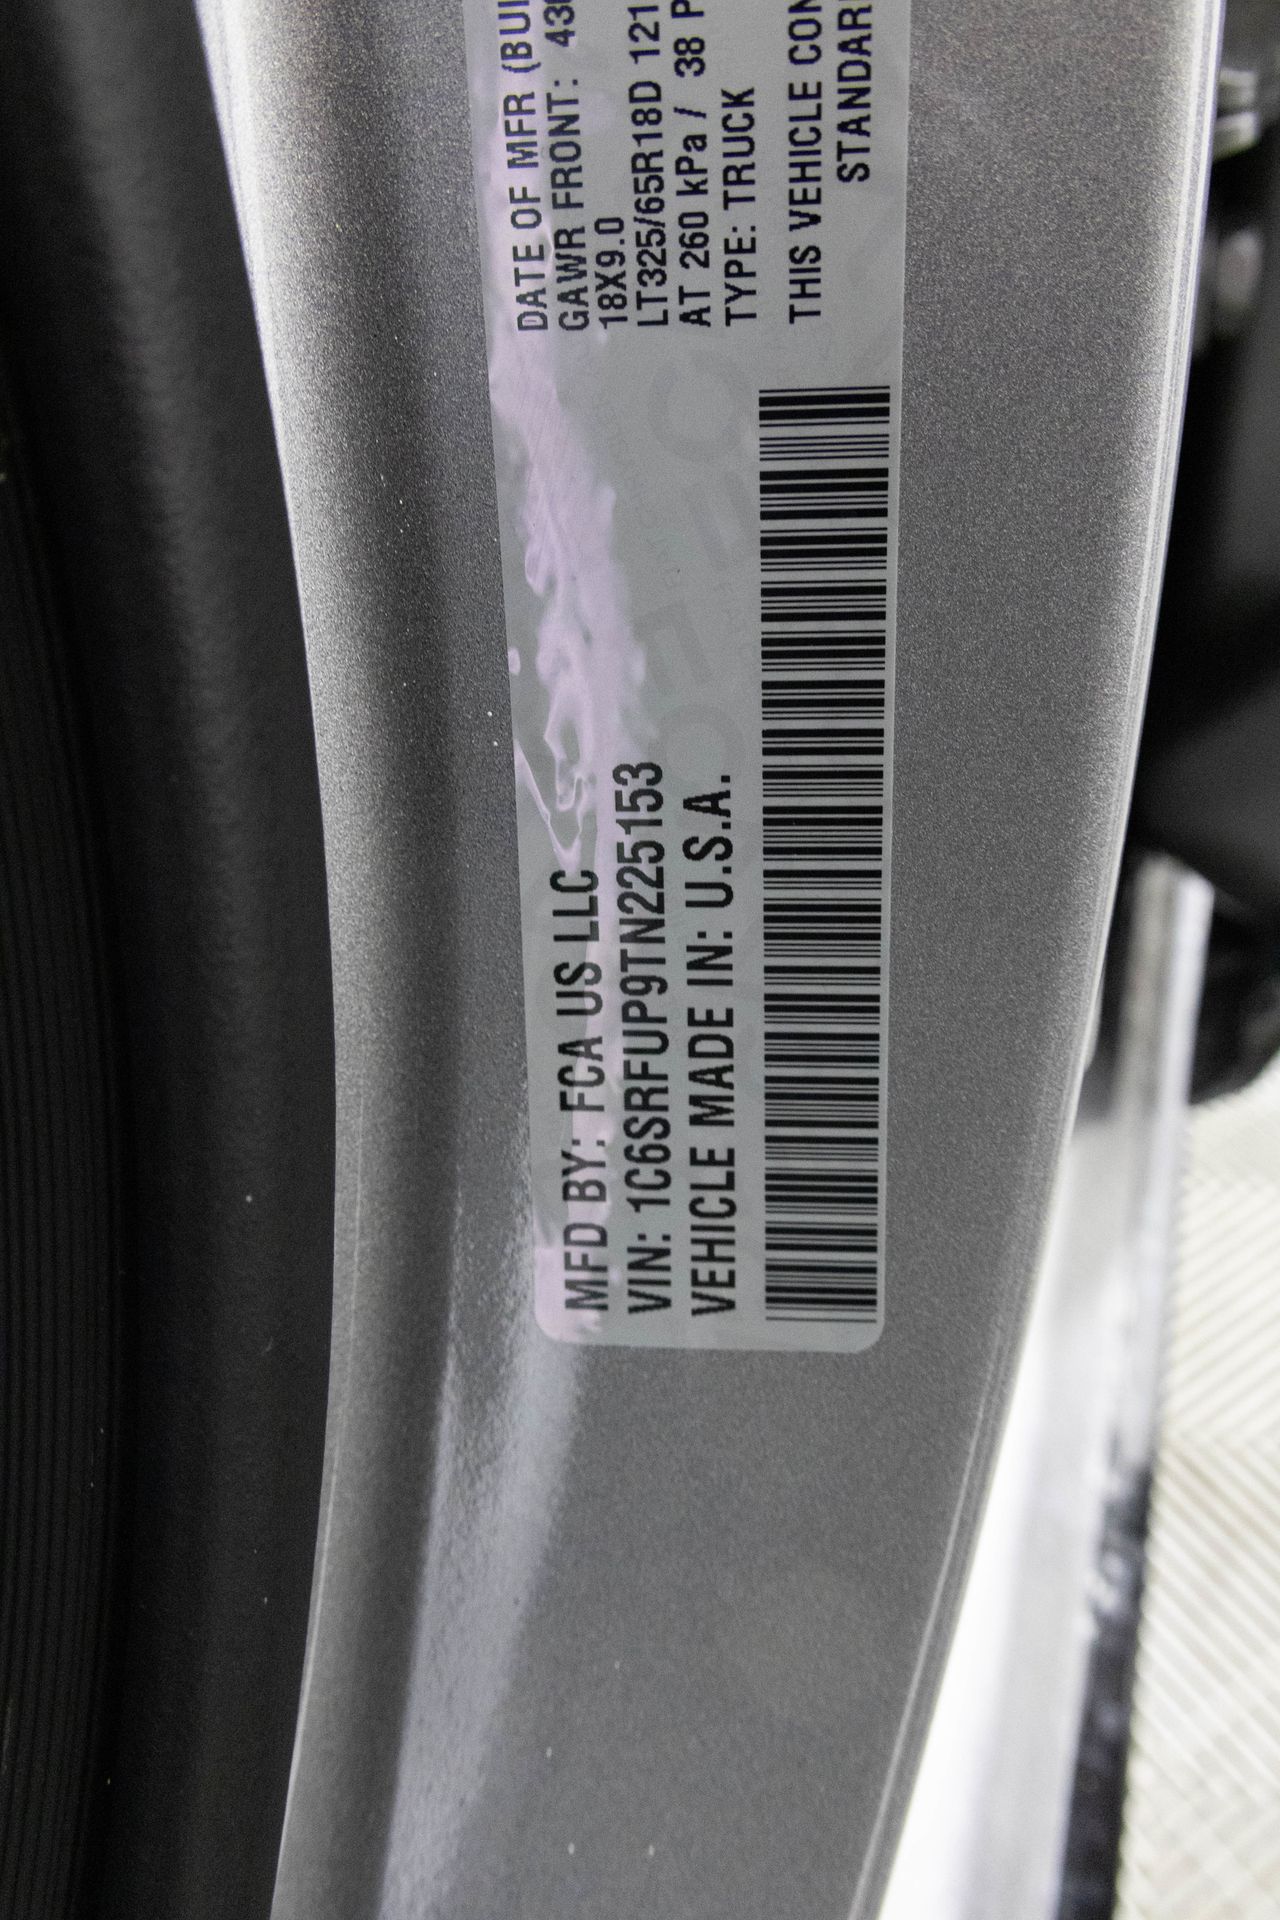 MFD BY: FCA US LLC
VIN: 1C6SRFUP9TN225153
VEHICLE MADE IN: U.S.A.
DATE OF MFR
GAWR FRONT:
18X9.0
LT325/65R18D 121
AT 260 kPa / 38
TYPE: TRUCK
THIS VEHICLE